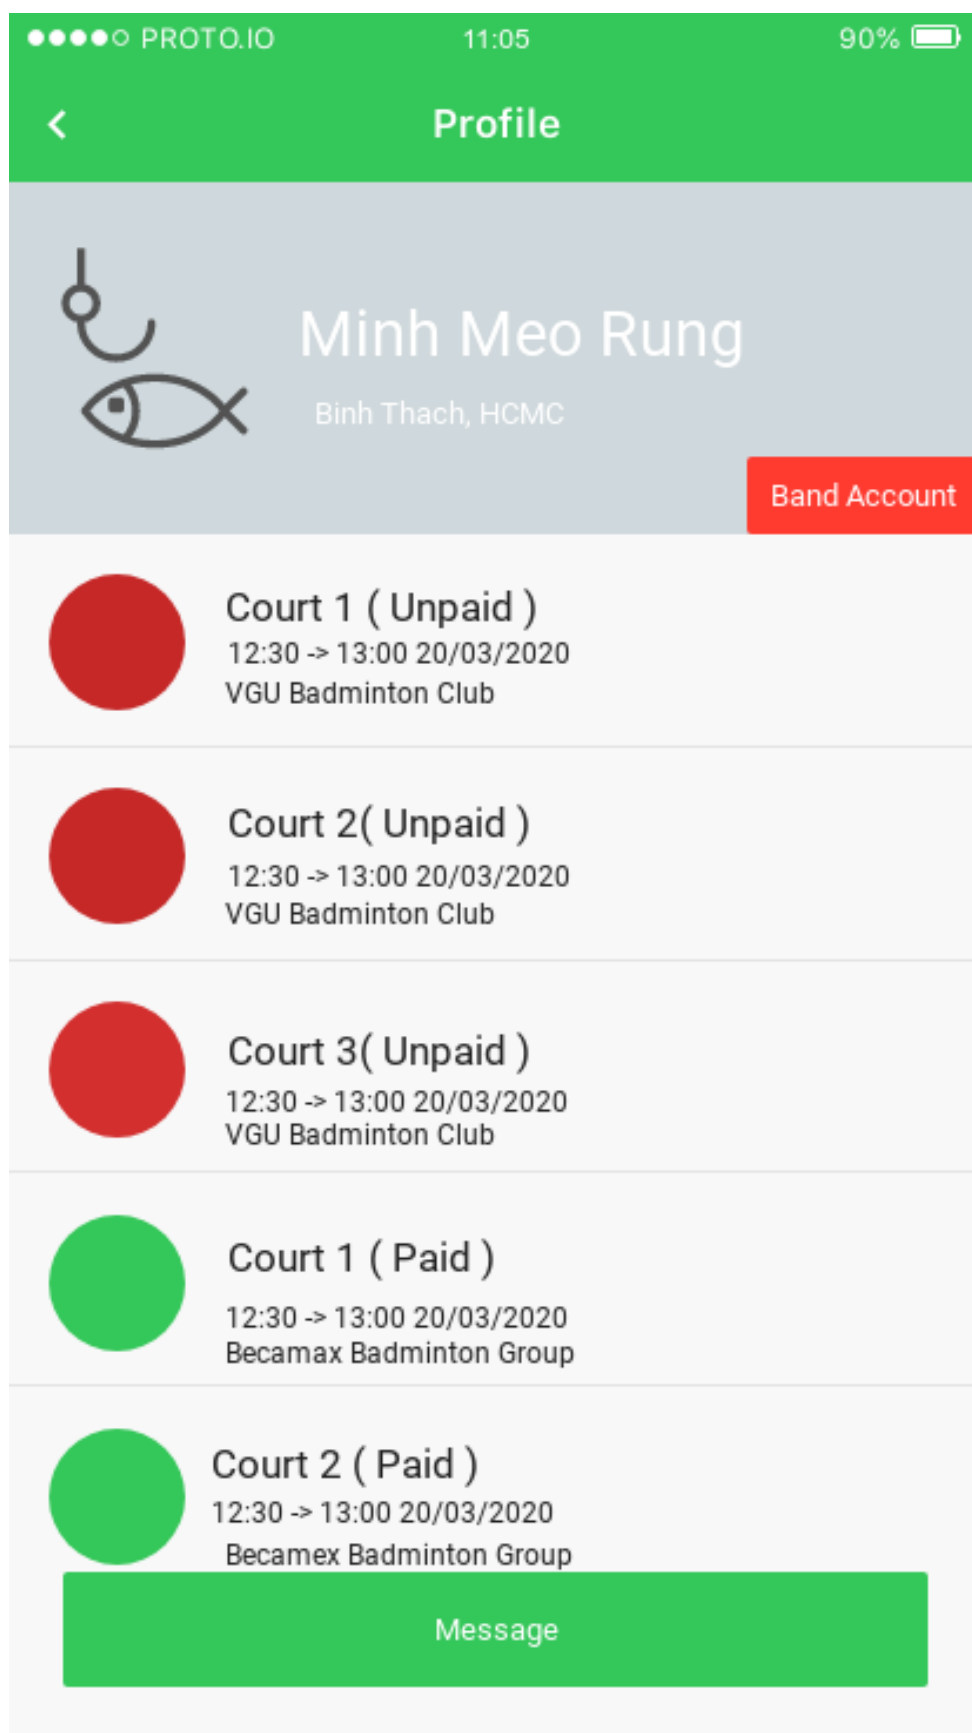 PROTO.IO 11:05 90%
Profile
Minh Meo Rung
Binh Thach, HCMC
Band Account
Court 1 ( Unpaid )
12:30 -> 13:00 20/03/2020
VGU Badminton Club
Court 2( Unpaid )
12:30 -> 13:00 20/03/2020
VGU Badminton Club
Court 3( Unpaid )
12:30 -> 13:00 20/03/2020
VGU Badminton Club
Court 1 ( Paid )
12:30 -> 13:00 20/03/2020
Becamax Badminton Group
Court 2 ( Paid )
12:30 -> 13:00 20/03/2020
Becamex Badminton Group
Message